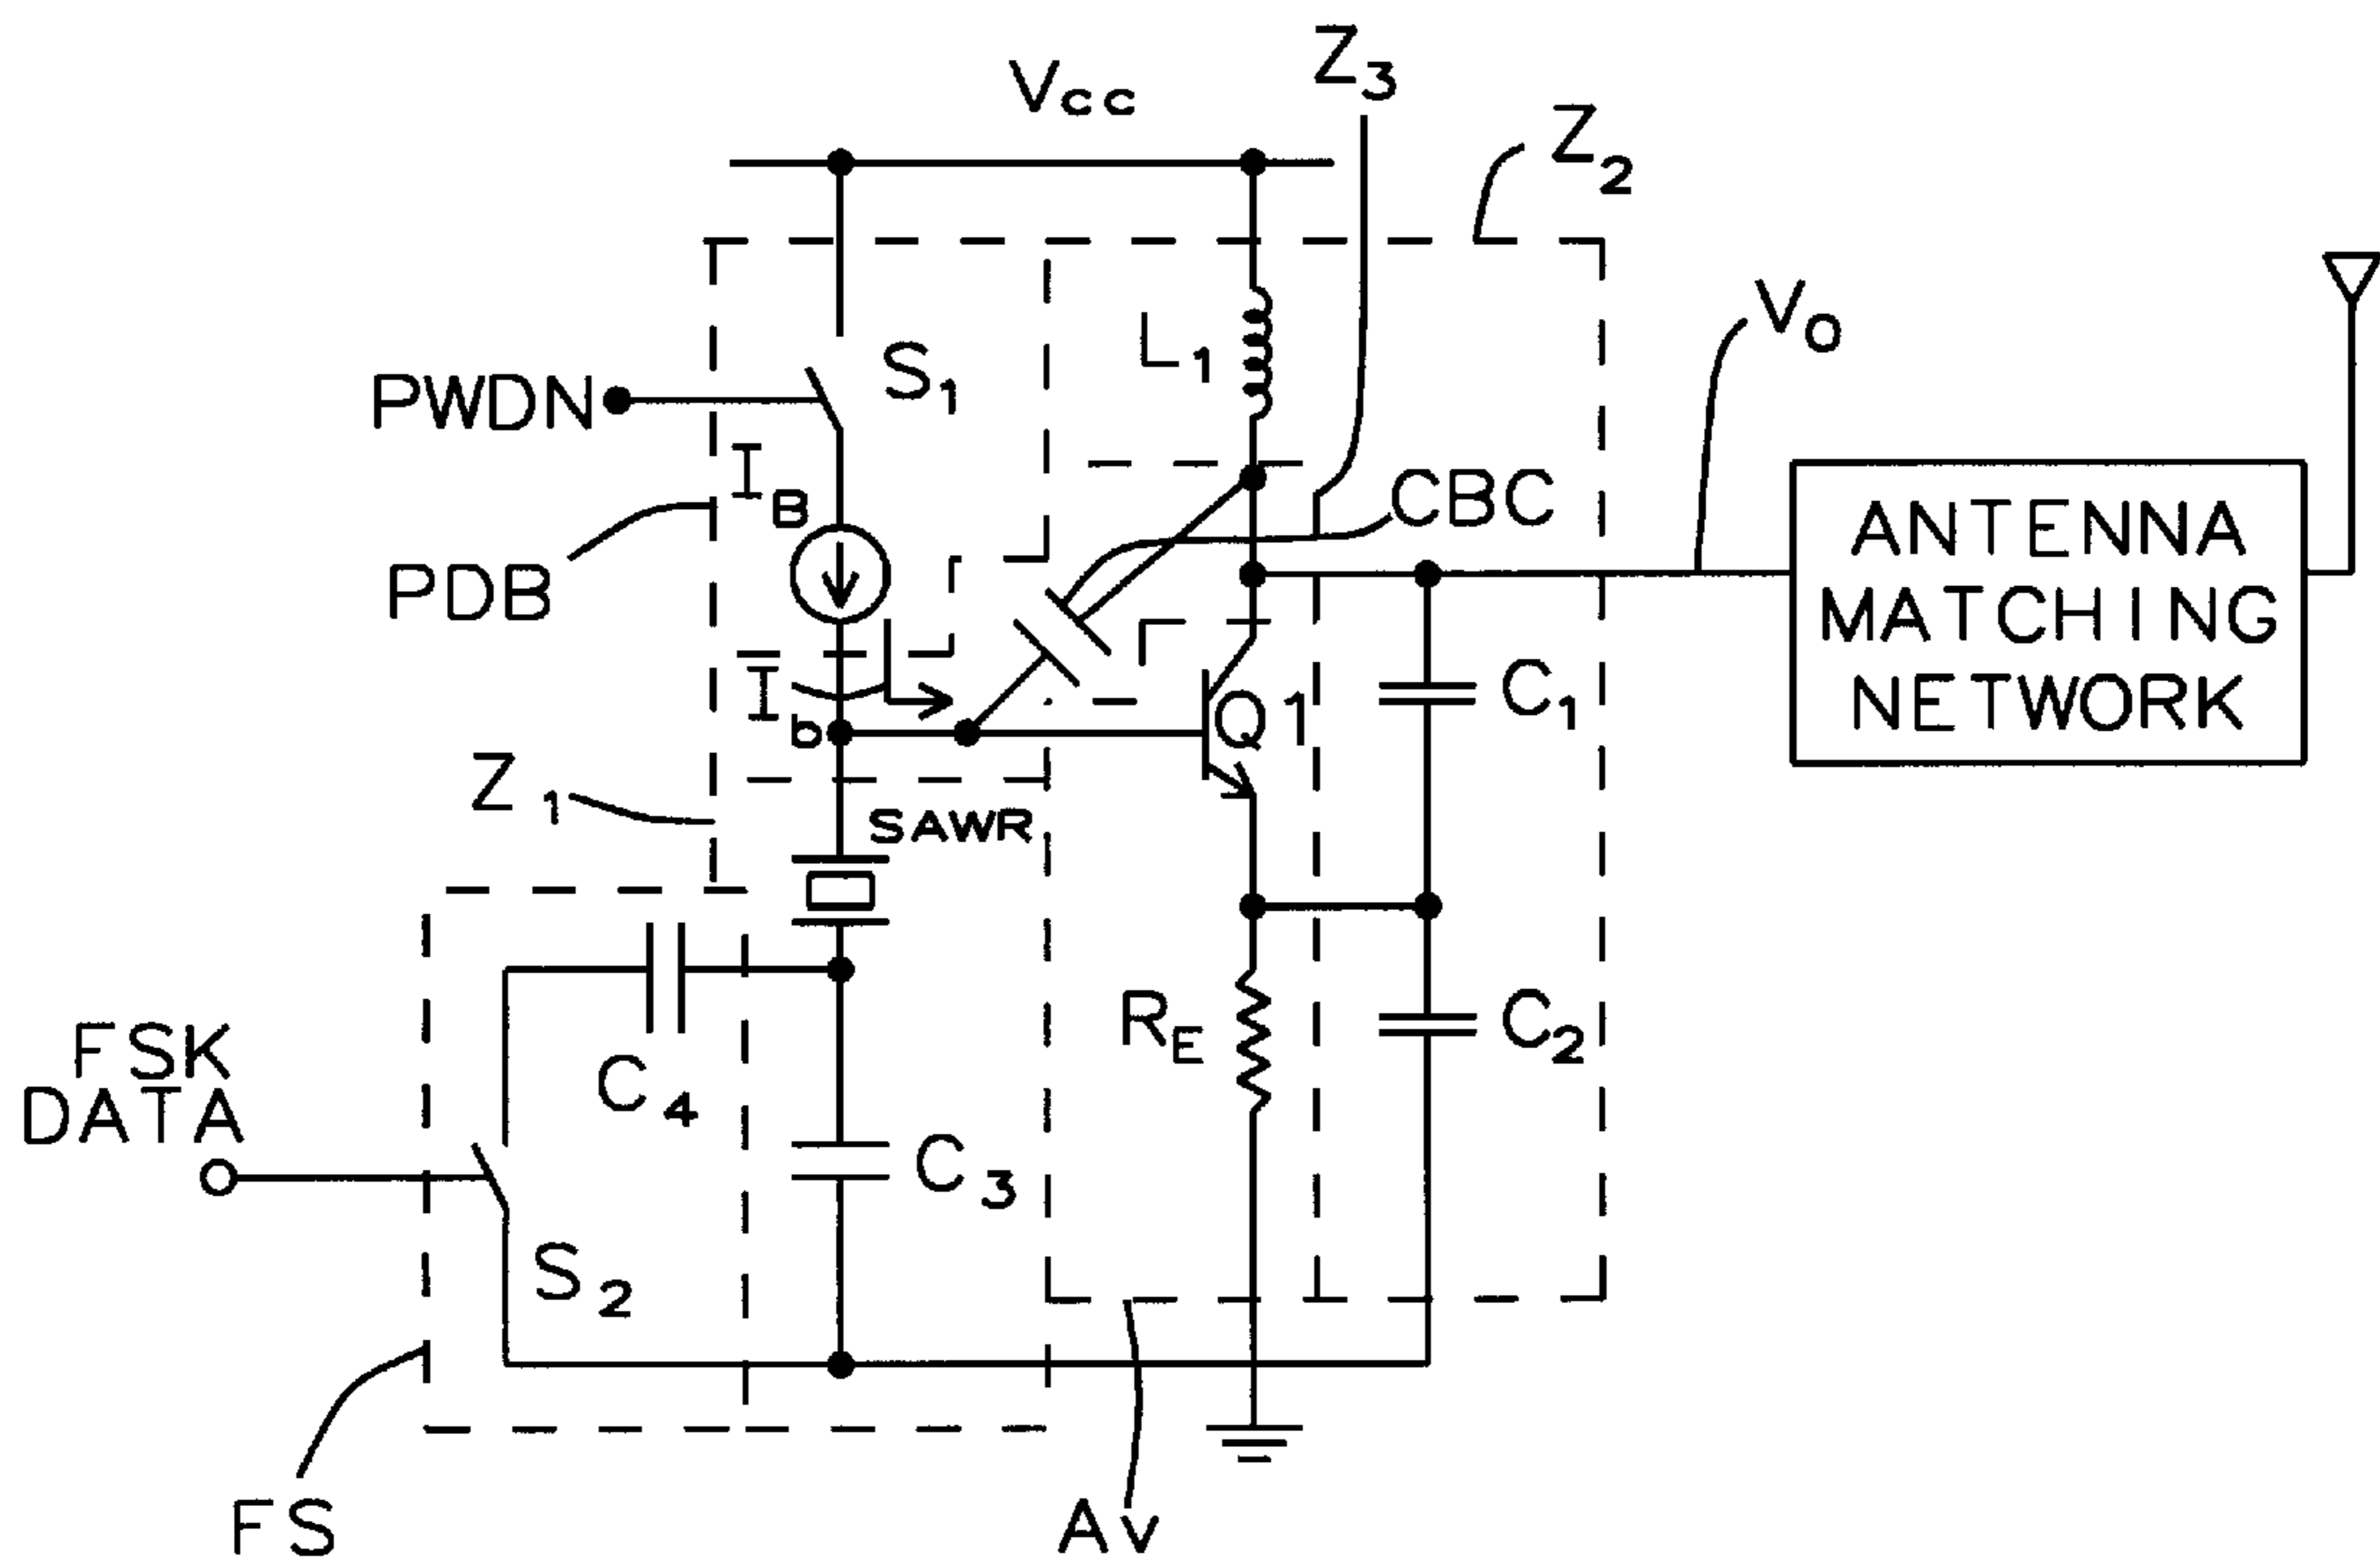 Z3
Vcc
Z2
VO
L1
S1
PWDN
IB
CBC
ANTENNA
MATCHING
NETWORK
PDB
Ib
Q1
C1
Z1
SAWR
RE
C2
FSK
DATA
C4
C3
S2
FS
AV